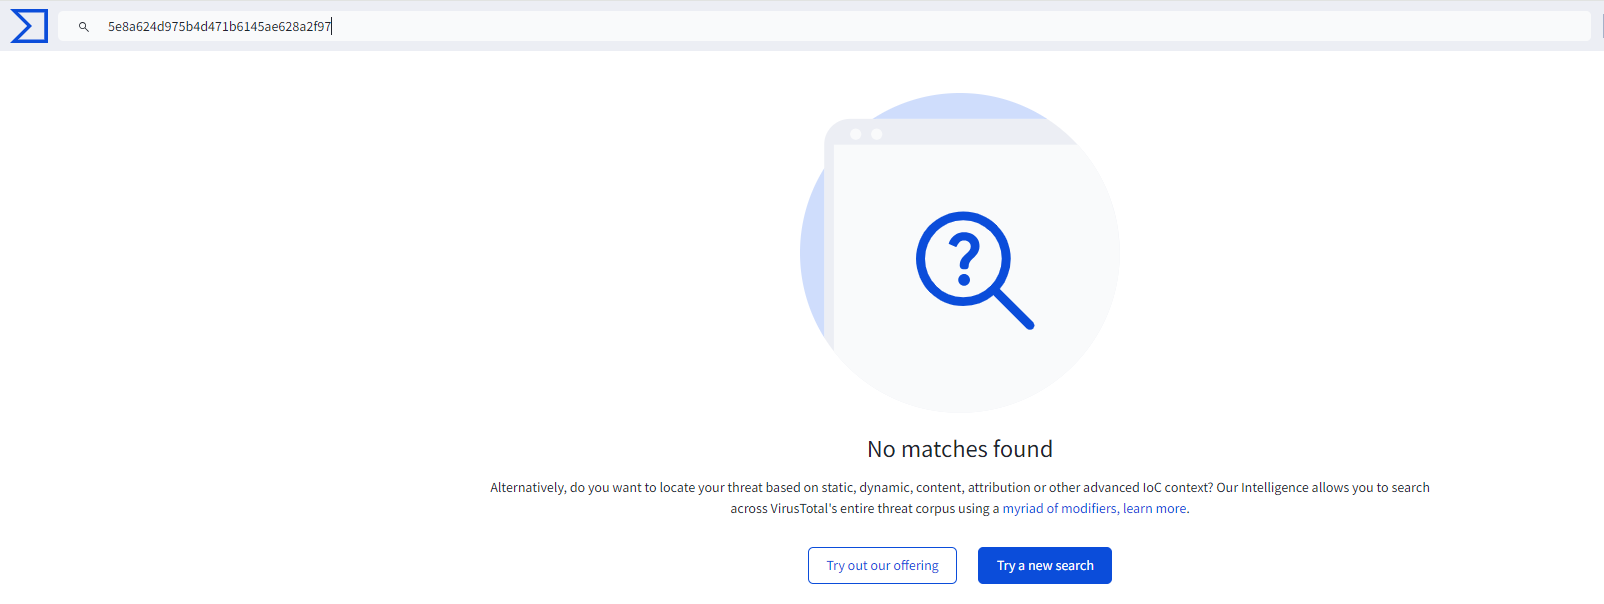 5e8a624d975b4d471b6145ae628a2f97
No matches found
Alternatively, do you want to locate your threat based on static, dynamic, content, attribution or other advanced IoC context? Our Intelligence allows you to search
across VirusTotal's entire threat corpus using a myriad of modifiers, learn more.
Try out our offering
Try a new search